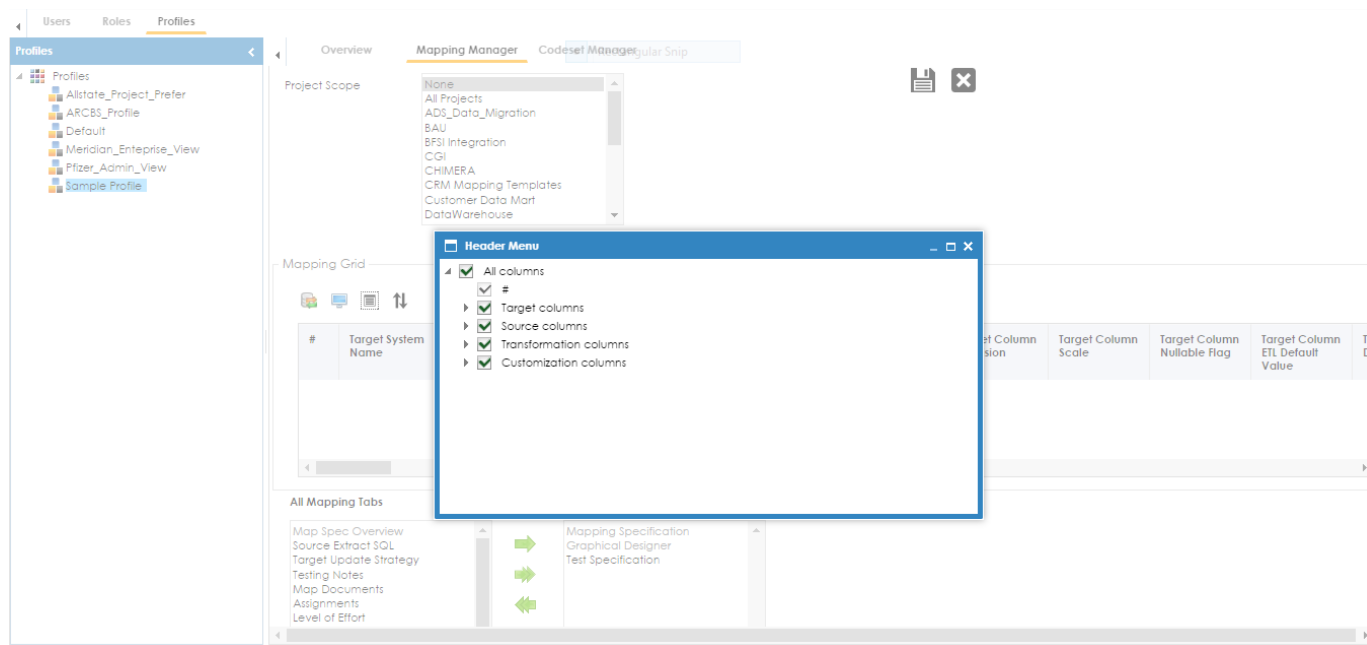 Users Roles Profiles
Profiles
Profiles
Allstate_Project_Prefer
ARCBS_Profile
Default
Meridian_Enteprise_View
Pfizer_Admin_View
Sample Profile
Overview Mapping Manager Codeset Manager
Project Scope
None
All Projects
ADS_Data_Migration
BAU
BFSI Integration
CGI
CHIMERA
CRM Mapping Templates
Customer Data Mart
DataWarehouse
Header Menu
All columns
#
Target columns
Source columns
Transformation columns
Customization columns
Mapping Grid
#
Target System
Name
Target Column
Scale
Target Column
Nullable Flag
Target Column
ETL Default
Value
All Mapping Tabs
Map Spec Overview
Source Extract SQL
Target Update Strategy
Testing Notes
Map Documents
Assignments
Level of Effort
Mapping Specification
Graphical Designer
Test Specification